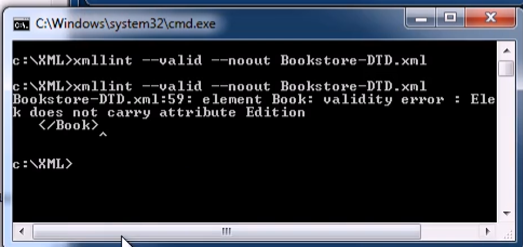 C:\Windows\system32\cmd.exe
c:\XML>xmllint --valid --noout Bookstore-DTD.xml
c:\XML>xmllint --valid --noout Bookstore-DTD.xml
Bookstore-DTD.xml:59: element Book: validity error : Ele
k does not carry attribute Edition
</Book>
^
c:\XML>